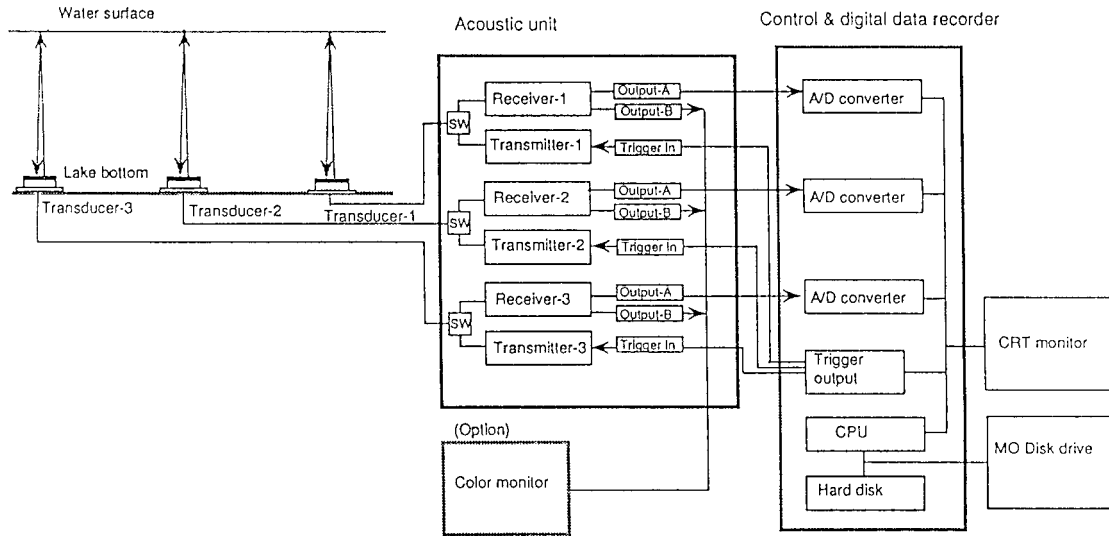 Water surface
Lake bottom
Transducer-3
Transducer-2
Transducer-1
Acoustic unit
SW
Receiver-1
Output-A
Output-B
Transmitter-1
Trigger In
SW
Receiver-2
Output-A
Output-B
Transmitter-2
Trigger In
SW
Receiver-3
Output-A
Output-B
Transmitter-3
Trigger In
(Option)
Color monitor
Control & digital data recorder
A/D converter
A/D converter
A/D converter
Trigger
output
CPU
Hard disk
CRT monitor
MO Disk drive